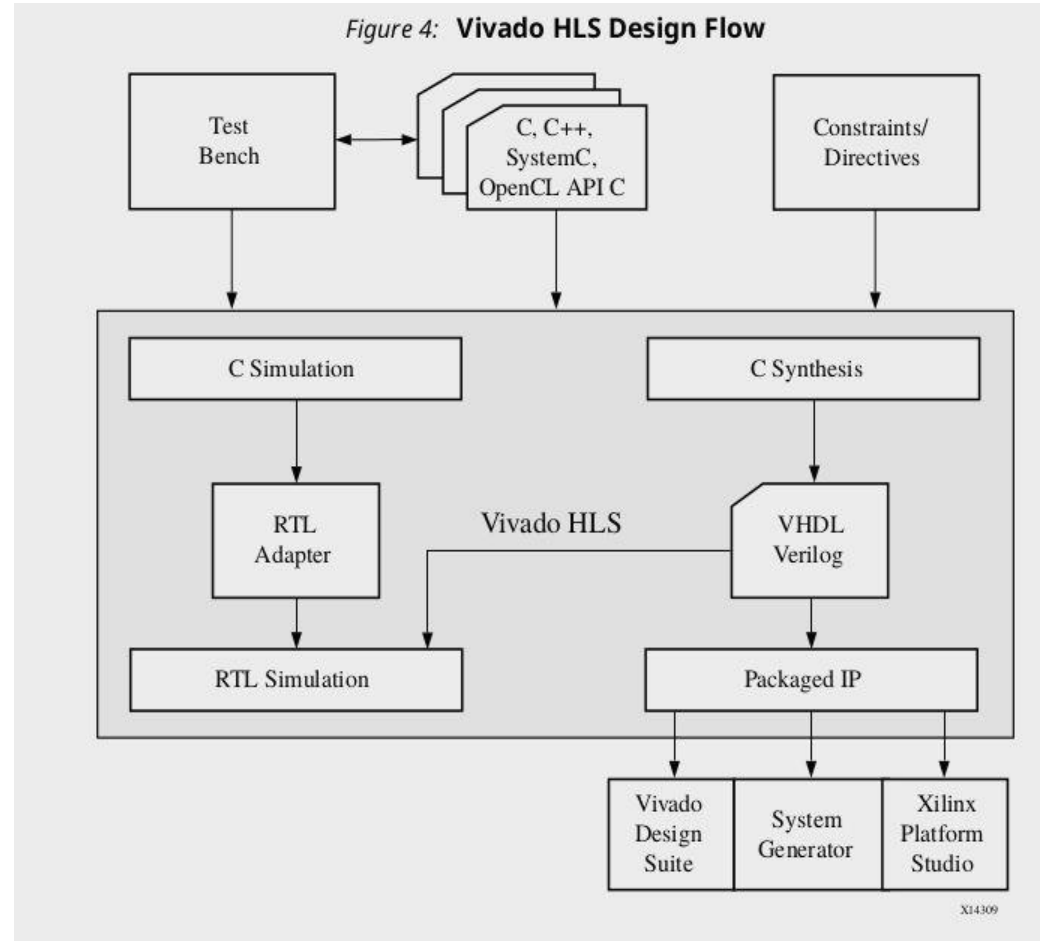 Figure 4: Vivado HLS Design Flow
Test
Bench
C, C++,
SystemC,
OpenCL API C
Constraints/
Directives
C Simulation
C Synthesis
RTL
Adapter
Vivado HLS
VHDL
Verilog
RTL Simulation
Packaged IP
Vivado
Design
Suite
System
Generator
Xilinx
Platform
Studio
X14309